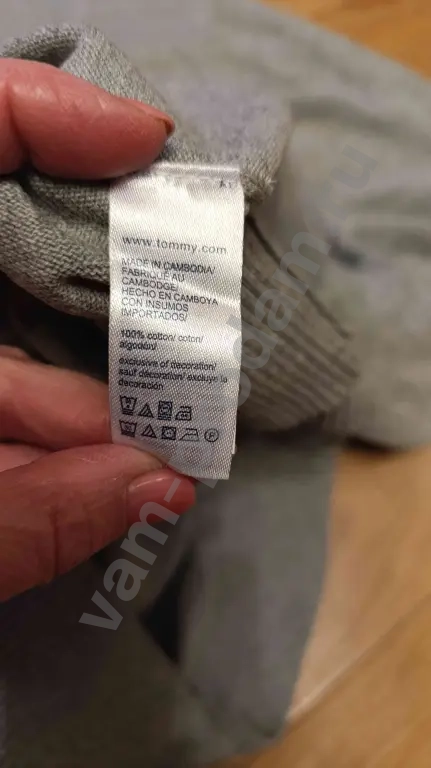 www.tommy.com
MADE IN CAMBODIA/
FABRIQUÉ AU
CAMBODGE/
HECHO EN CAMBOYA
CON INSUMOS
IMPORTADOS/
100% cotton/ coton/
algodón/
exclusive of decoration/
sauf décoration/ excluye la
decoración